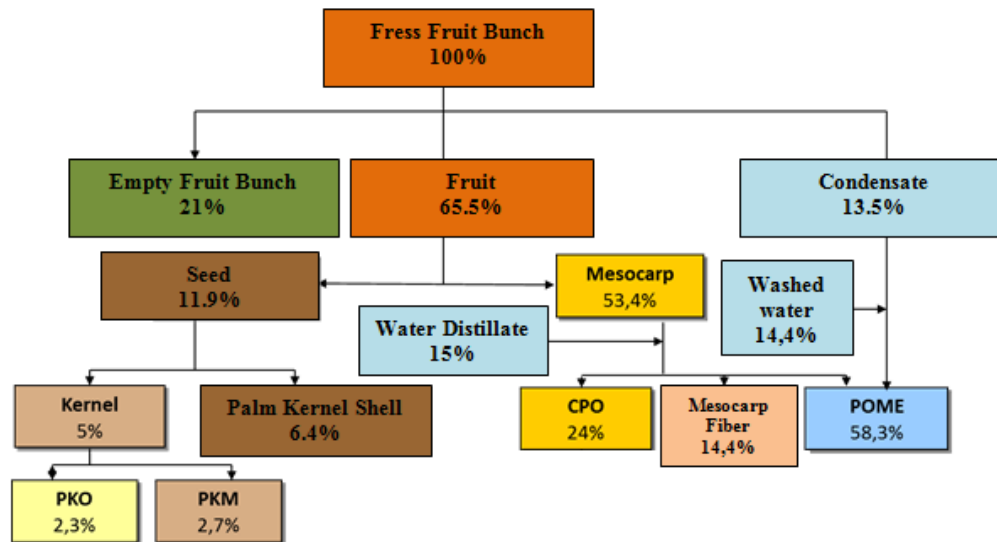 Fress Fruit Bunch
100%
Empty Fruit Bunch
21%
Fruit
65.5%
Condensate
13.5%
Seed
11.9%
Mesocarp
53,4%
Washed
water
14,4%
Water Distillate
15%
Kernel
5%
Palm Kernel Shell
6.4%
CPO
24%
Mesocarp
Fiber
14,4%
POME
58,3%
PKO
2,3%
PKM
2,7%